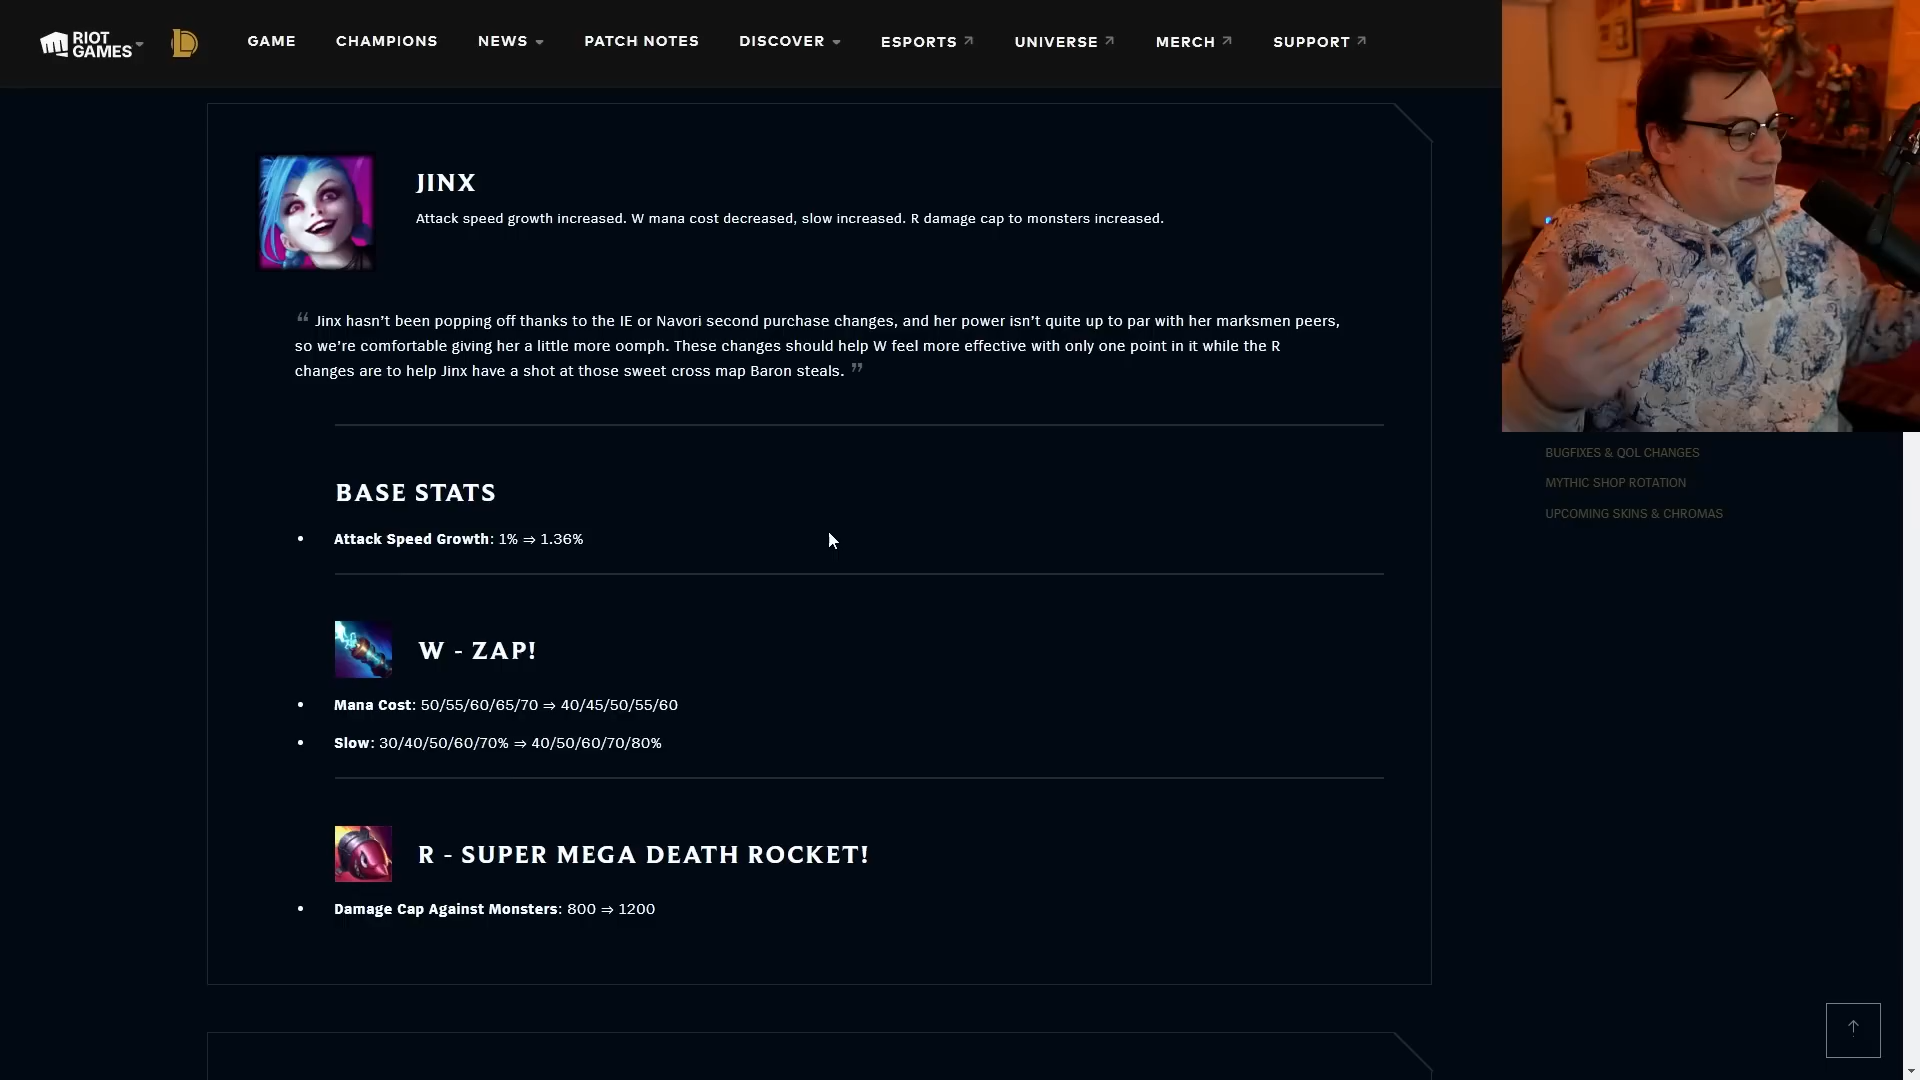 RIOT
GAMES
GAME
CHAMPIONS
NEWS
PATCH NOTES
DISCOVER
ESPORTS
UNIVERSE
MERCH
SUPPORT
JINX
Attack speed growth increased. W mana cost decreased, slow increased. R damage cap to monsters increased.
“ Jinx hasn’t been popping off thanks to the IE or Navori second purchase changes, and her power isn’t quite up to par with her marksmen peers,
so we’re comfortable giving her a little more oomph. These changes should help W feel more effective with only one point in it while the R
changes are to help Jinx have a shot at those sweet cross map Baron steals. ”
BASE STATS
• Attack Speed Growth: 1% ⇒ 1.36%
W - ZAP!
• Mana Cost: 50/55/60/65/70 ⇒ 40/45/50/55/60
• Slow: 30/40/50/60/70% ⇒ 40/50/60/70/80%
R - SUPER MEGA DEATH ROCKET!
• Damage Cap Against Monsters: 800 ⇒ 1200
BUGFIXES & QOL CHANGES
MYTHIC SHOP ROTATION
UPCOMING SKINS & CHROMAS